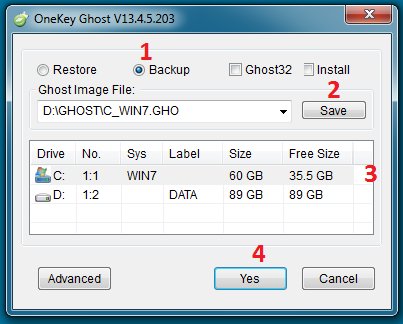 OneKey Ghost V13.4.5.203
1
Restore Backup Ghost32 Install
Ghost Image File: 2
D:\GHOST\C_WIN7.GHO Save
Drive No. Sys Label Size Free Size
C: 1:1 WIN7 60 GB 35.5 GB 3
D: 1:2 DATA 89 GB 89 GB
4
Advanced Yes Cancel